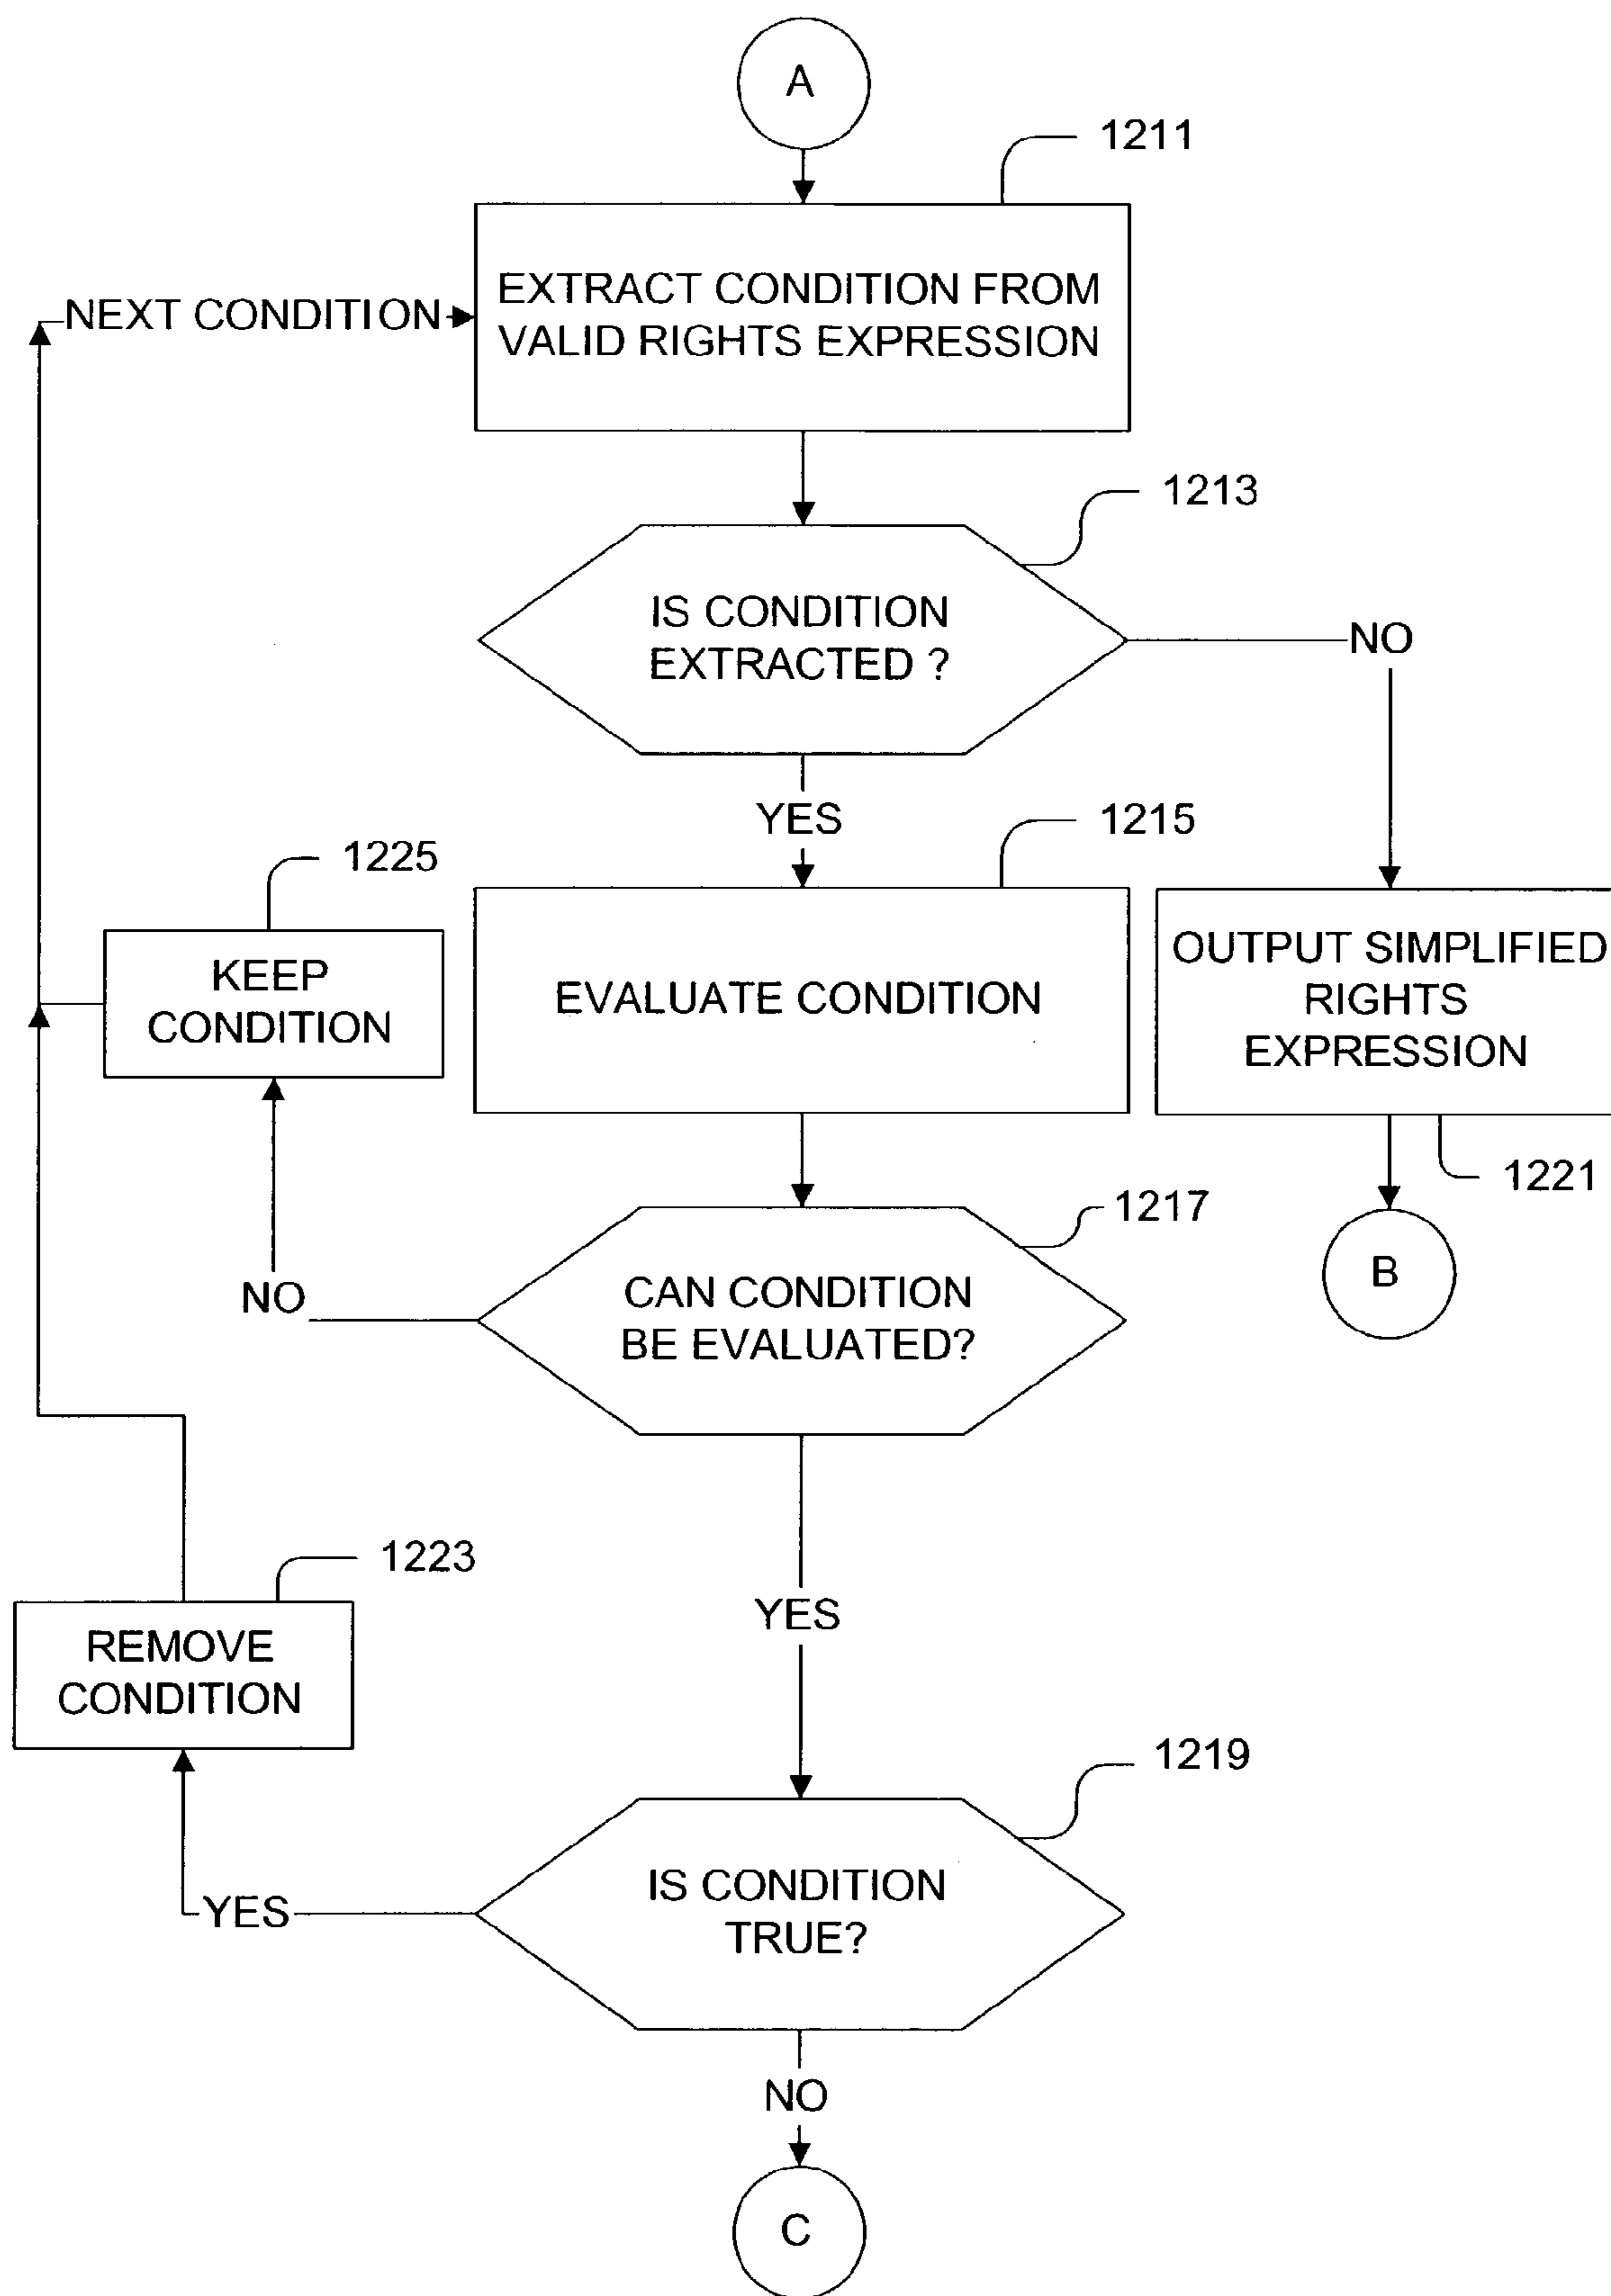 A
1211
EXTRACT CONDITION FROM
VALID RIGHTS EXPRESSION
NEXT CONDITION
1213
IS CONDITION
EXTRACTED ?
NO
YES
1215
1225
KEEP
CONDITION
EVALUATE CONDITION
OUTPUT SIMPLIFIED
RIGHTS
EXPRESSION
1221
1217
CAN CONDITION
BE EVALUATED?
NO
B
YES
1223
REMOVE
CONDITION
1219
IS CONDITION
TRUE?
YES
NO
C